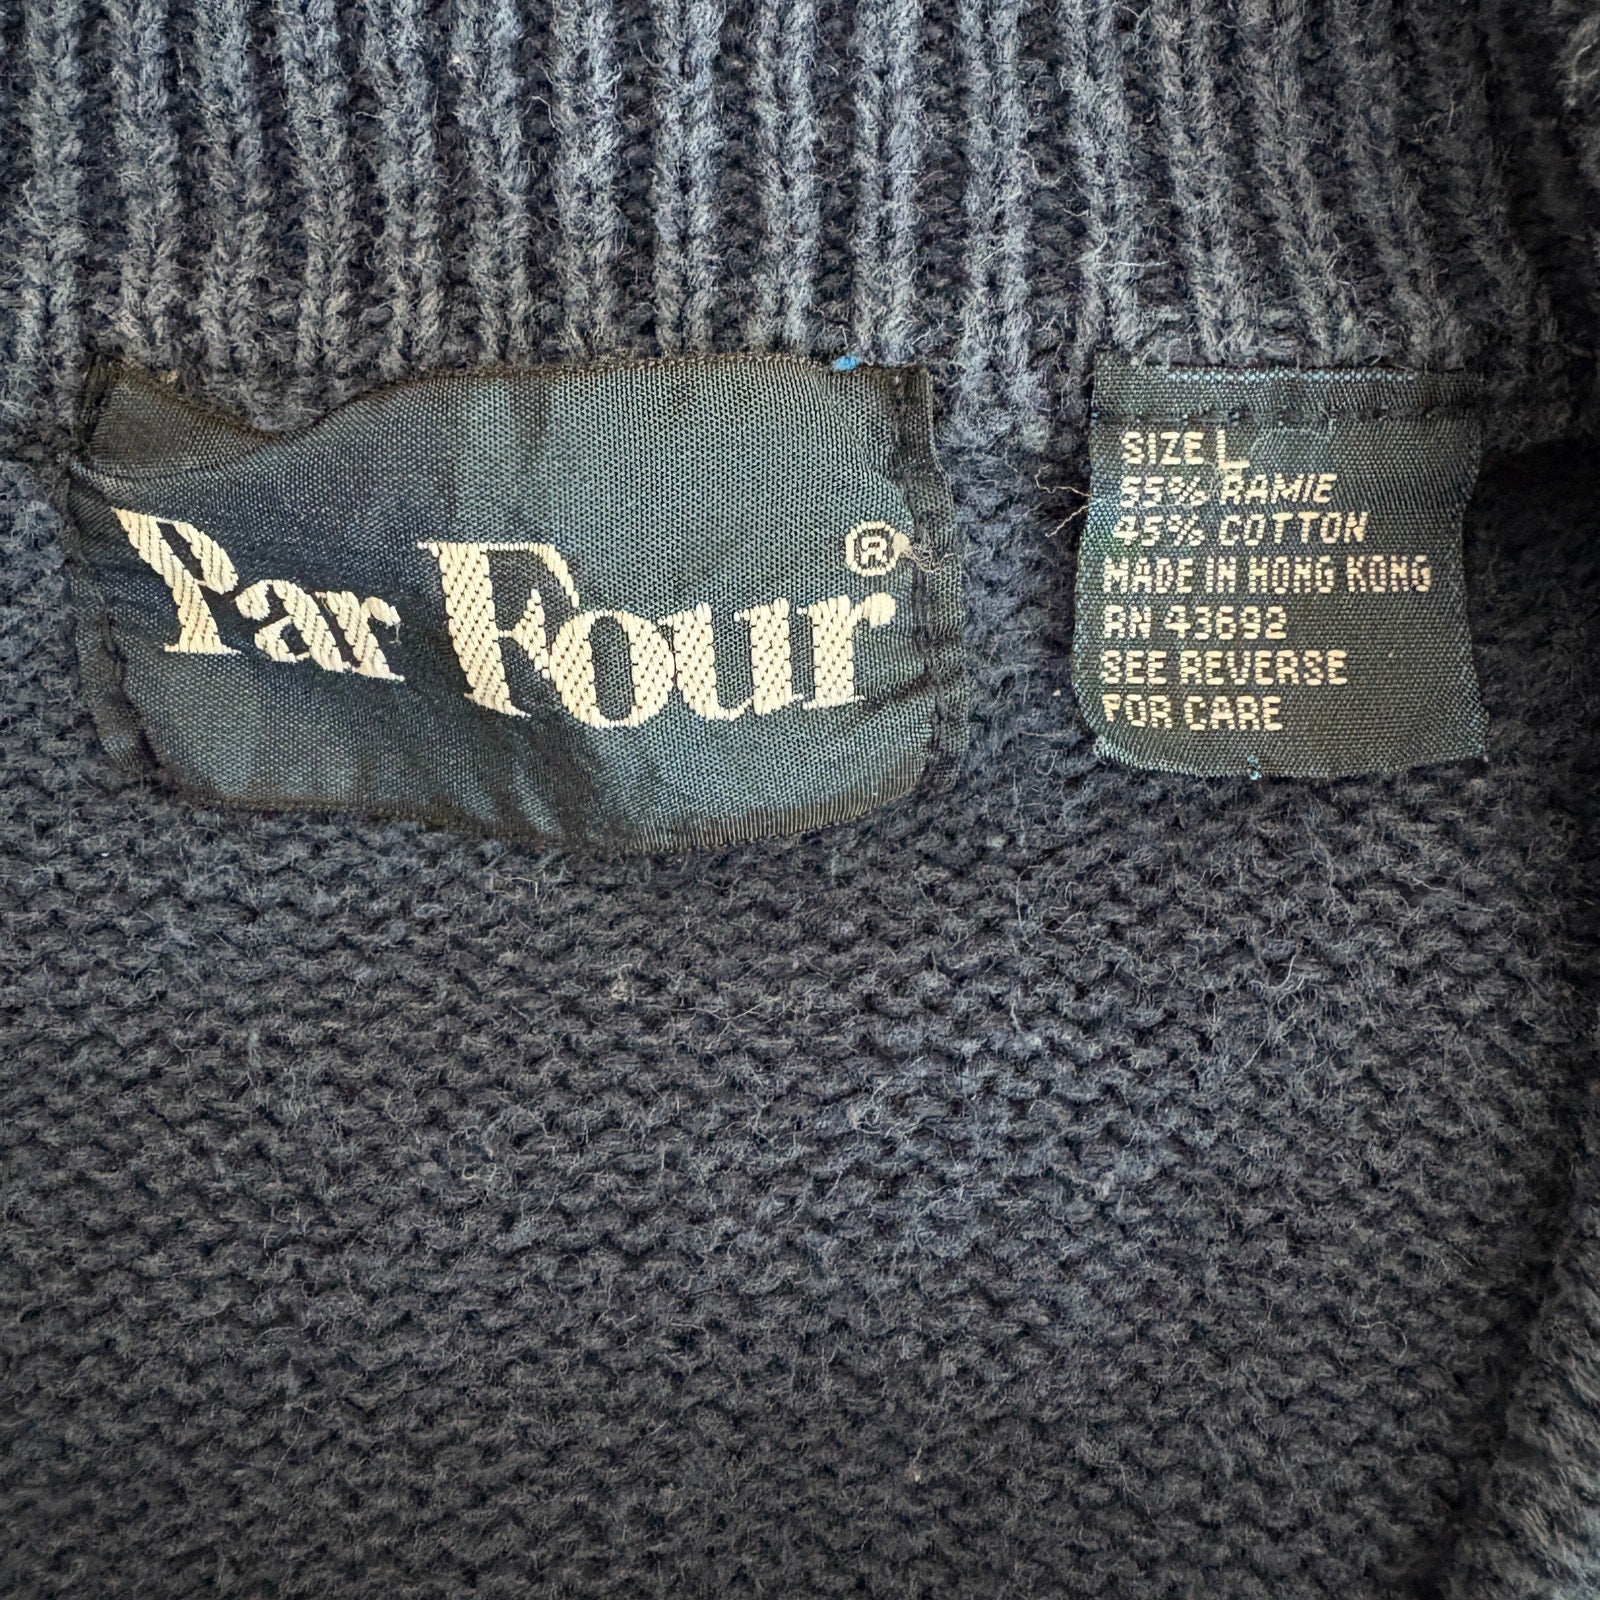 Par Four®
SIZE L
55% RAMIE
45% COTTON
MADE IN HONG KONG
RN 43692
SEE REVERSE
FOR CARE